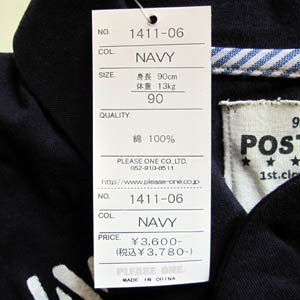 NO. 1411-06
COL. NAVY
SIZE. 身長 90cm
体重 13kg
90
QUALITY.
綿 100%
PLEASE ONE CO.,LTD.
052-910-8511
http://www.please-one.co.jp
NO. 1411-06
COL. NAVY
PRICE. ¥3,600-
(税込¥3,780-)
PLEASE ONE.
MADE IN CHINA
9
POST
1st.cl